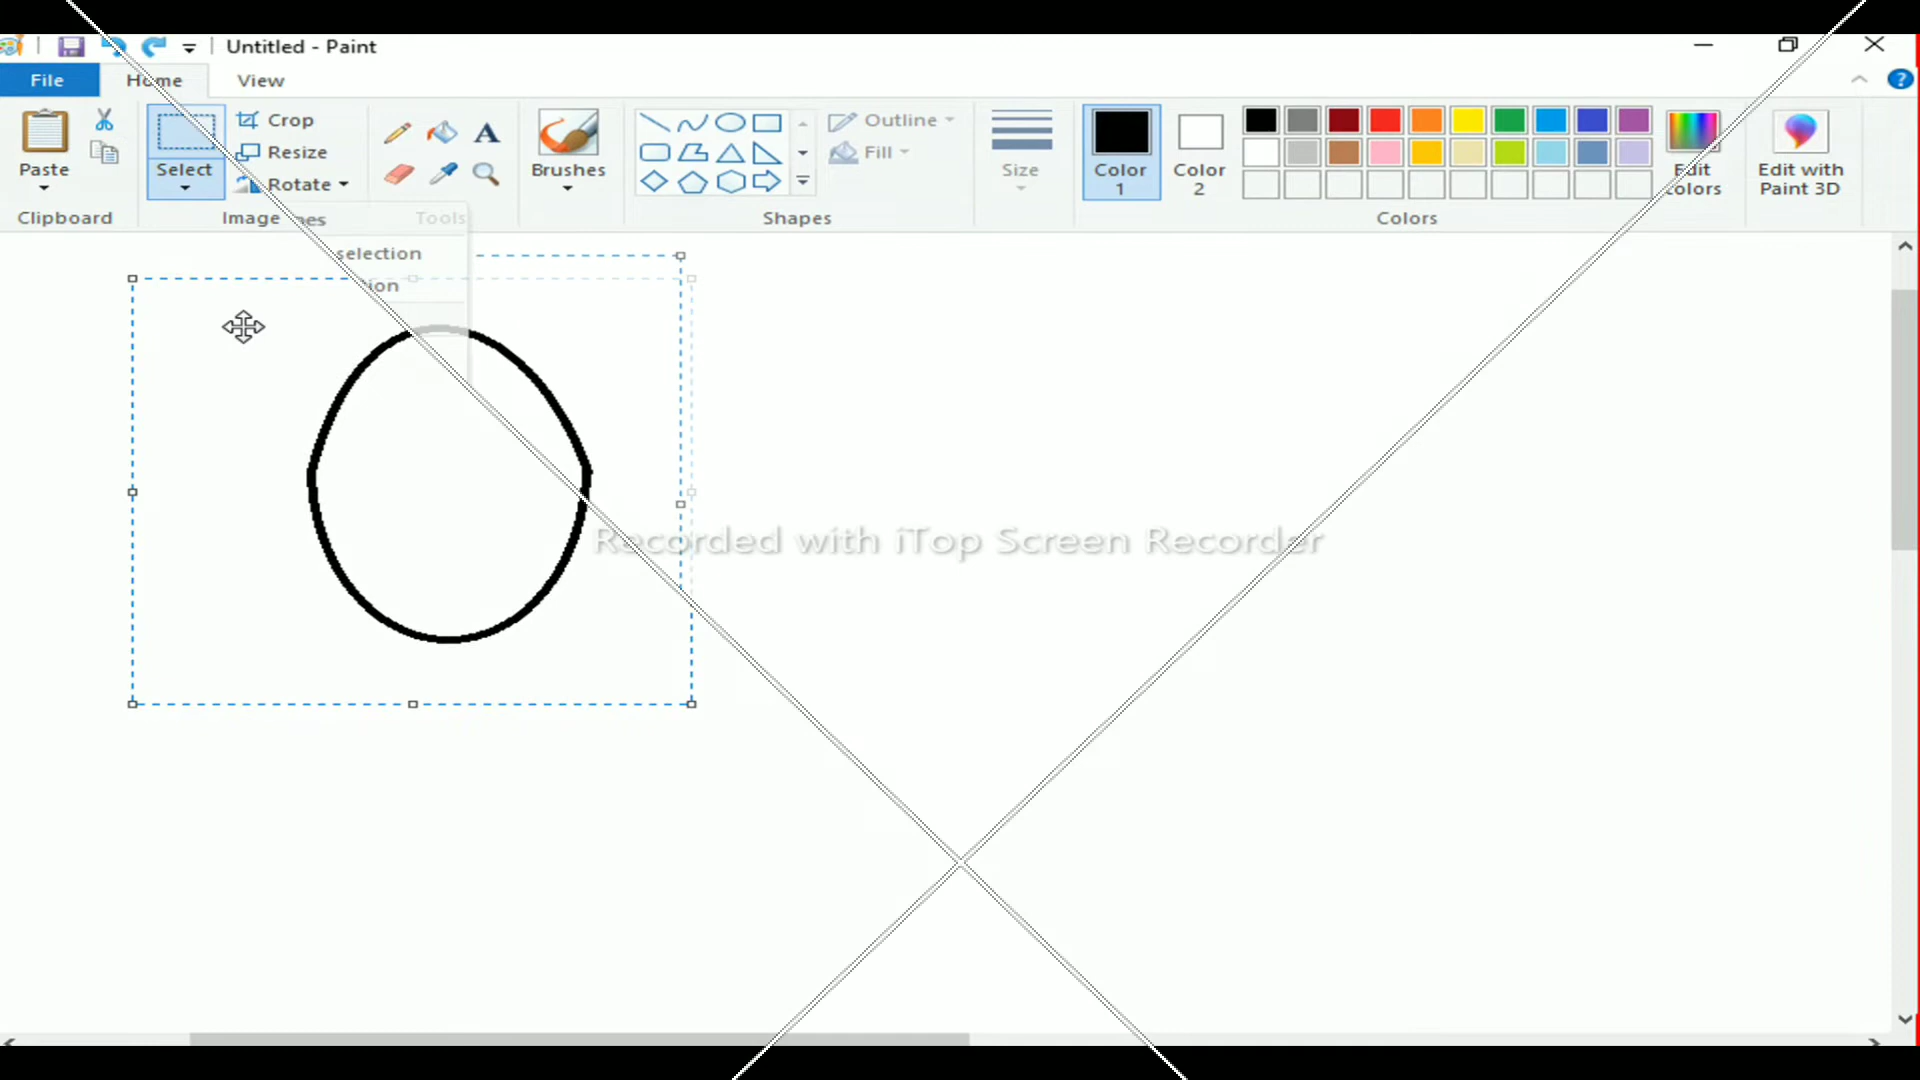 Untitled - Paint
File Home View
Paste
Select
Crop
Resize
Rotate
A
Brushes
Outline
Fill
Size
Color 1
Color 2
Edit colors
Edit with Paint 3D
Clipboard
Image
Tools
Shapes
Colors
selection
Recorded with iTop Screen Recorder